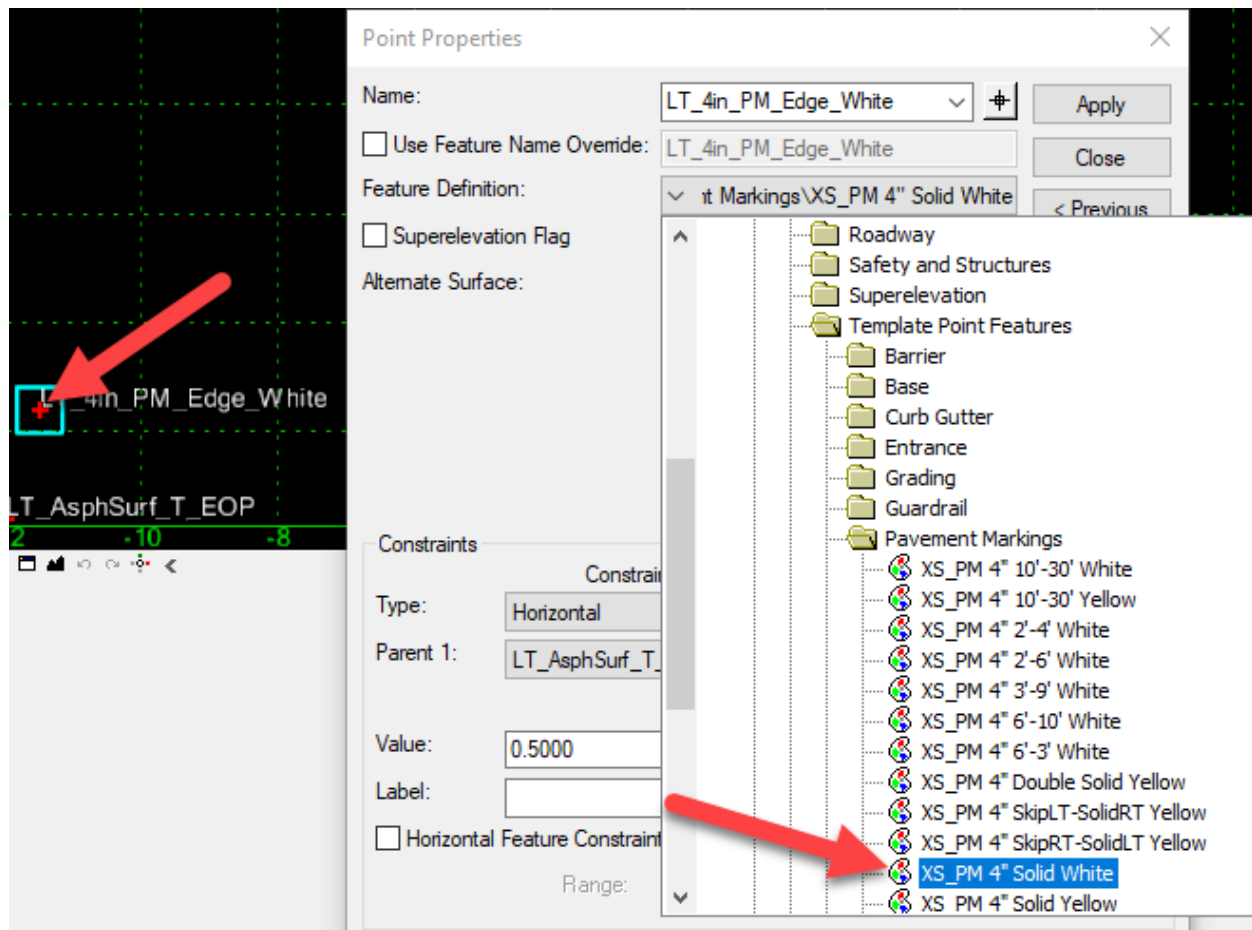 Point Properties
Name:
LT_4in_PM_Edge_White
Apply
Use Feature Name Override:
LT_4in_PM_Edge_White
Close
Feature Definition:
nt Markings\XS_PM 4" Solid White
< Previous
Superelevation Flag
Alternate Surface:
Roadway
Safety and Structures
Superelevation
Template Point Features
Barrier
Base
Curb Gutter
Entrance
Grading
Guardrail
Pavement Markings
XS_PM 4" 10'-30' White
XS_PM 4" 10'-30' Yellow
XS_PM 4" 2'-4' White
XS_PM 4" 2'-6' White
XS_PM 4" 3'-9' White
XS_PM 4" 6'-10' White
XS_PM 4" 6'-3' White
XS_PM 4" Double Solid Yellow
XS_PM 4" SkipLT-SolidRT Yellow
XS_PM 4" SkipRT-SolidLT Yellow
XS_PM 4" Solid White
XS_PM 4" Solid Yellow
LT_4in_PM_Edge_White
LT_AsphSurf_T_EOP
2 -10 -8
Constraints
Constrai
Type:
Horizontal
Parent 1:
LT_AsphSurf_T_
Value:
0.5000
Label:
Horizontal Feature Constraint
Range: